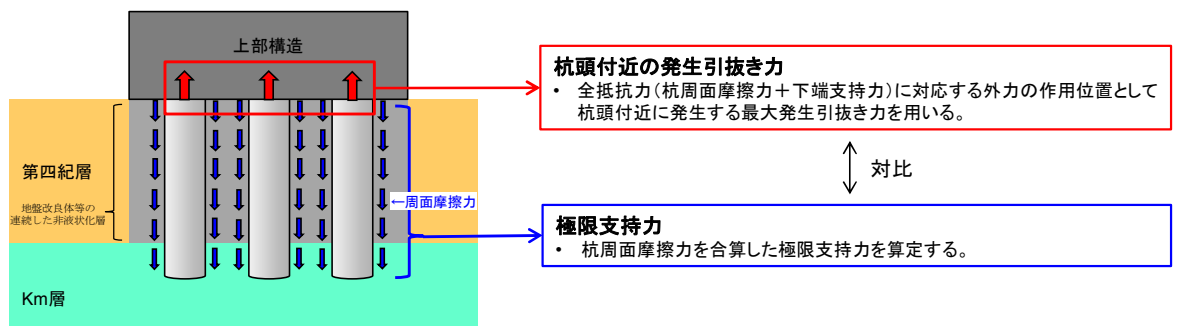 上部構造
第四紀層
地盤改良体等の
連続した非液状化層
←周面摩擦力
Km層
杭頭付近の発生引抜き力
• 全抵抗力(杭周面摩擦力+下端支持力)に対応する外力の作用位置として
杭頭付近に発生する最大発生引抜き力を用いる。
対比
極限支持力
• 杭周面摩擦力を合算した極限支持力を算定する。